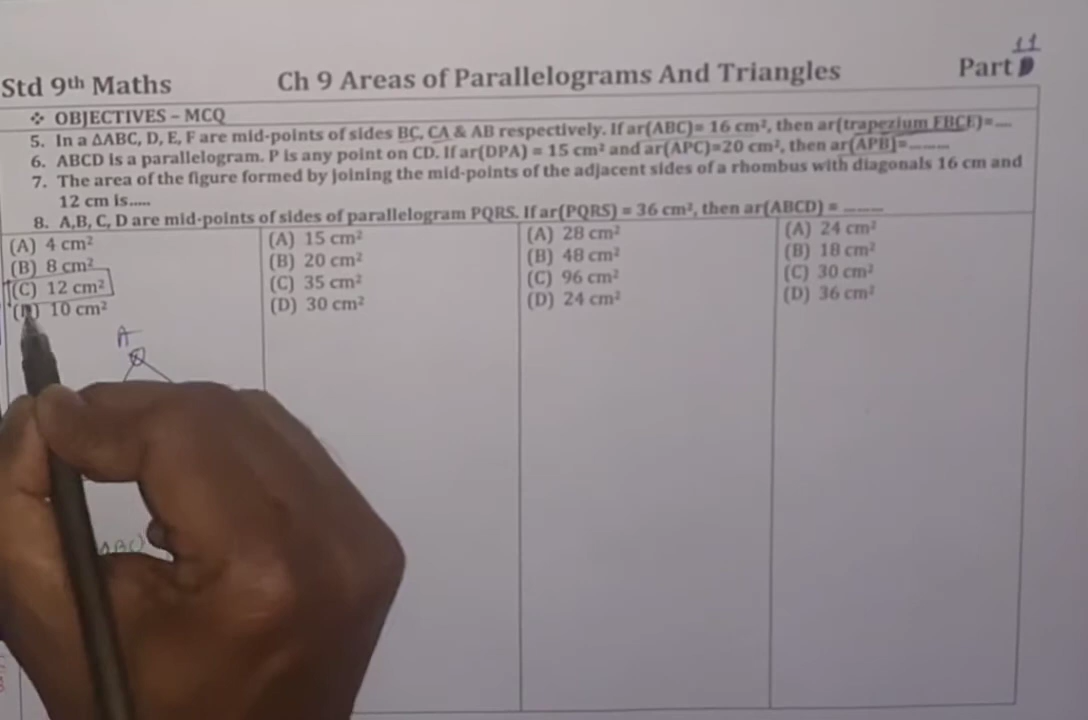 11
Std 9th Maths Ch 9 Areas of Parallelograms And Triangles Part
❖ OBJECTIVES – MCQ
5. In a ΔABC, D, E, F are mid-points of sides BC, CA & AB respectively. If ar(ABC)= 16 cm², then ar(trapezium FBCE)=....
6. ABCD is a parallelogram. P is any point on CD. If ar(DPA) = 15 cm² and ar(APC)=20 cm², then ar(APB)=.........
7. The area of the figure formed by joining the mid-points of the adjacent sides of a rhombus with diagonals 16 cm and
12 cm is.....
8. A,B, C, D are mid-points of sides of parallelogram PQRS. If ar(PQRS) = 36 cm², then ar(ABCD) = .........
(A) 4 cm²
(B) 8 cm²
(C) 12 cm²
(D) 10 cm²
(A) 15 cm²
(B) 20 cm²
(C) 35 cm²
(D) 30 cm²
(A) 28 cm²
(B) 48 cm²
(C) 96 cm²
(D) 24 cm²
(A) 24 cm²
(B) 18 cm²
(C) 30 cm²
(D) 36 cm²
A